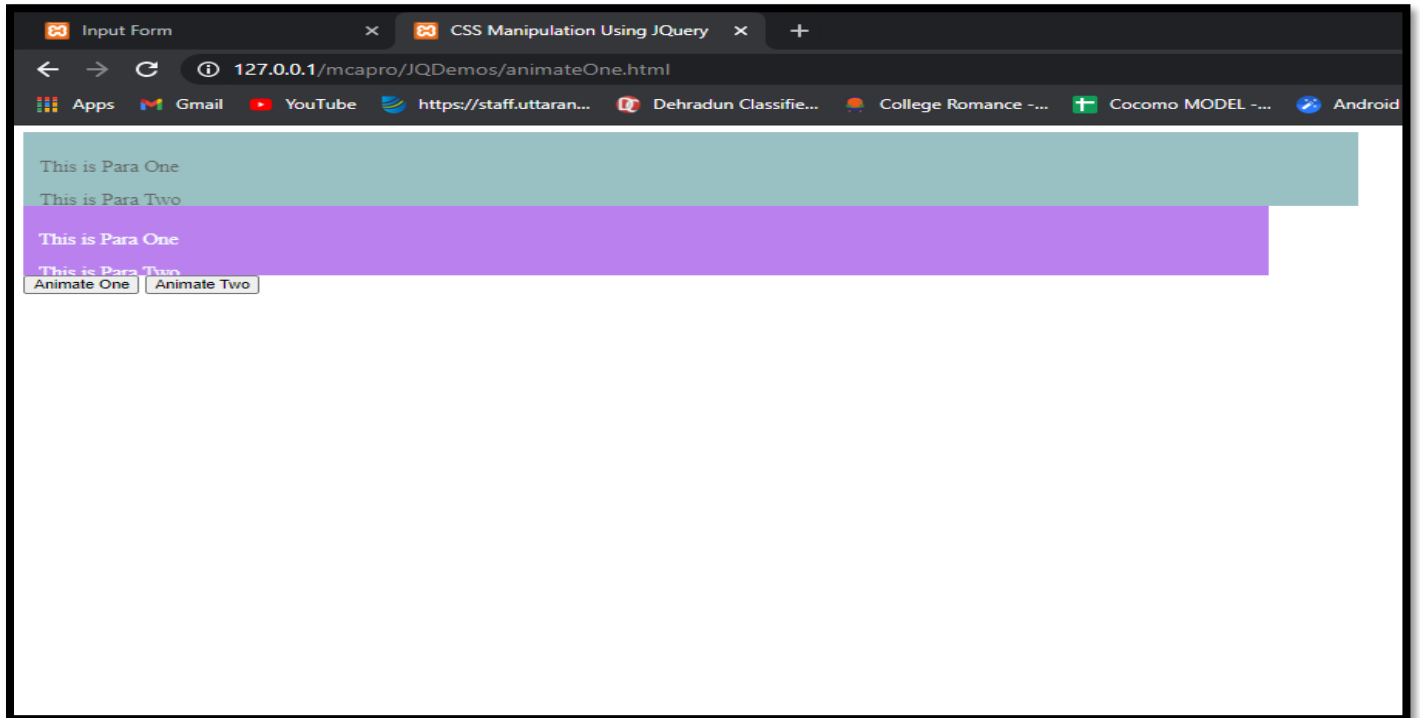 Input Form
CSS Manipulation Using JQuery
127.0.0.1/mcapro/JQDemos/animateOne.html
Apps Gmail YouTube https://staff.uttaran... Dehradun Classifie... College Romance -... Cocomo MODEL -... Android
This is Para One
This is Para Two
This is Para One
This is Para Two
Animate One Animate Two